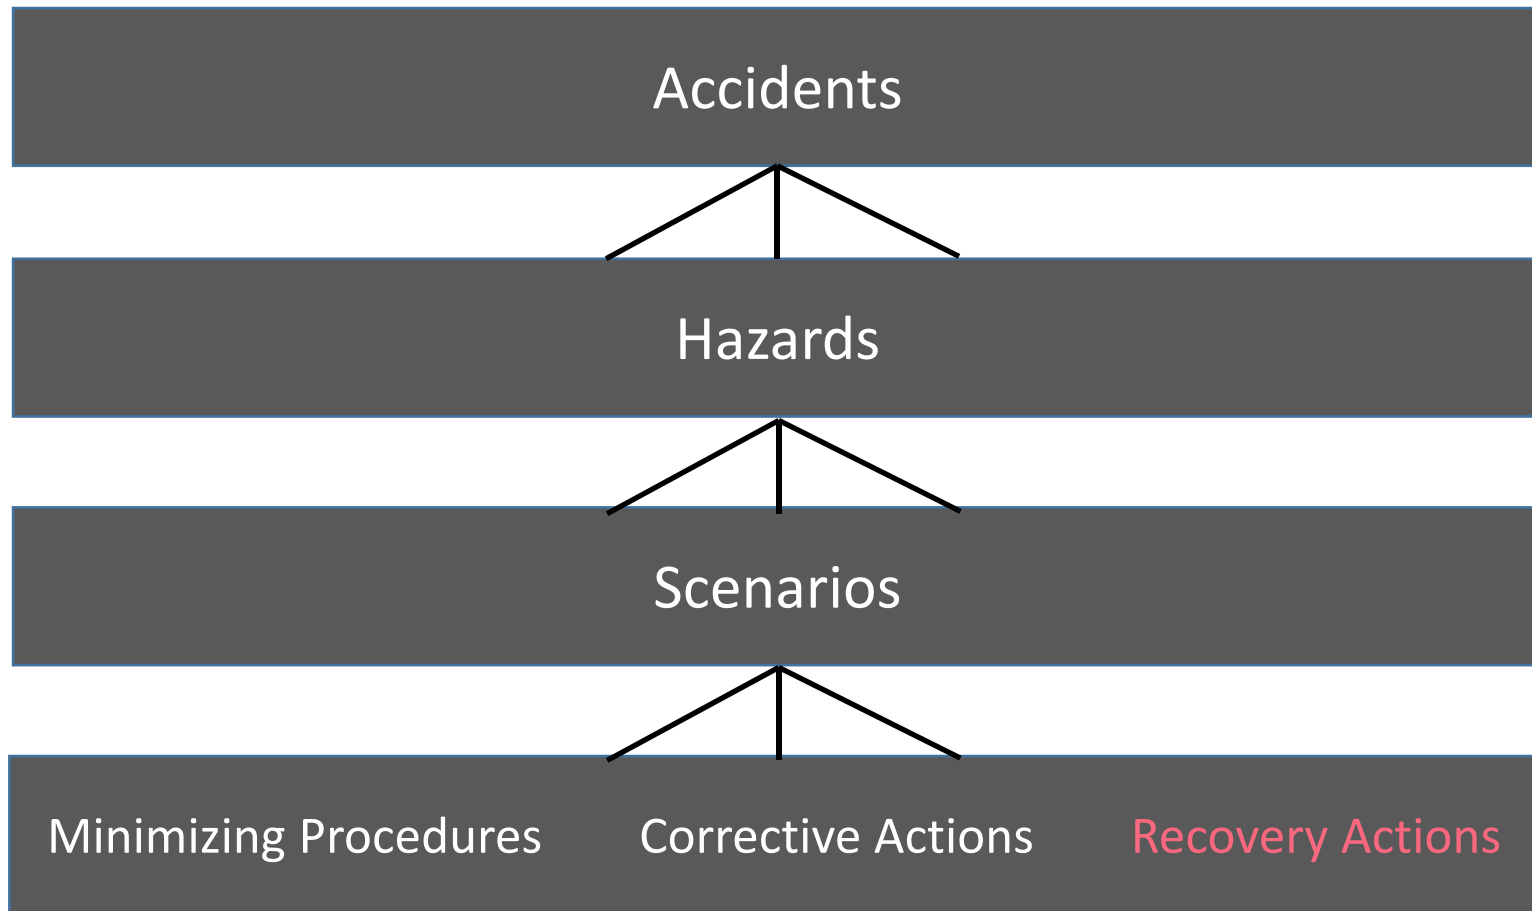 Accidents
Hazards
Scenarios
Minimizing Procedures Corrective Actions Recovery Actions